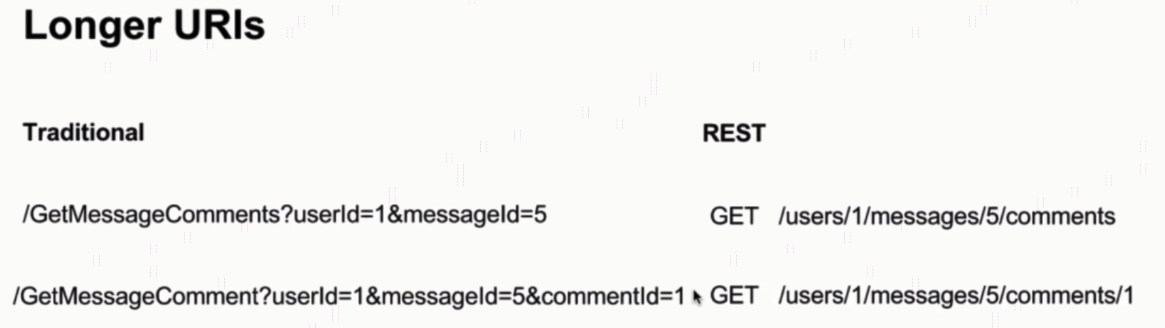 Longer URIs
Traditional REST
/GetMessageComments?userId=1&messageId=5 GET /users/1/messages/5/comments
/GetMessageComment?userId=1&messageId=5&commentId=1 GET /users/1/messages/5/comments/1